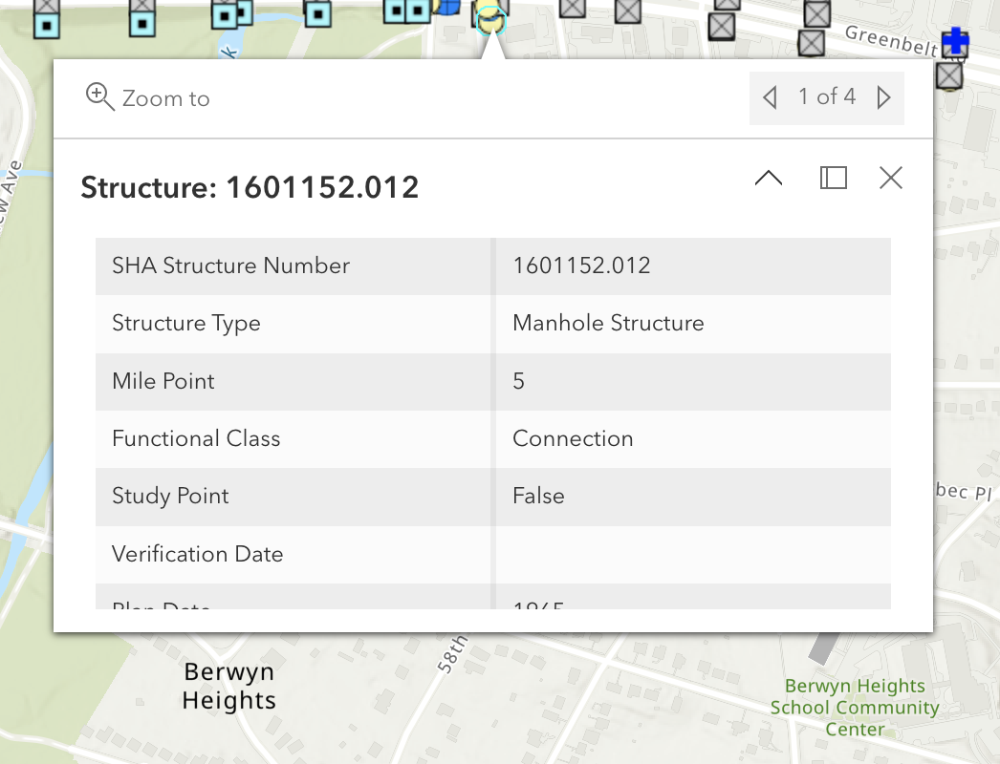 k
Greenbelt Rd
Zoom to
1 of 4
ew Ave
Structure: 1601152.012
SHA Structure Number 1601152.012
Structure Type Manhole Structure
Mile Point 5
Functional Class Connection
Study Point False
bec Pl
Verification Date
Plan Date 1965
58th
Berwyn
Heights
Berwyn Heights
School Community
Center